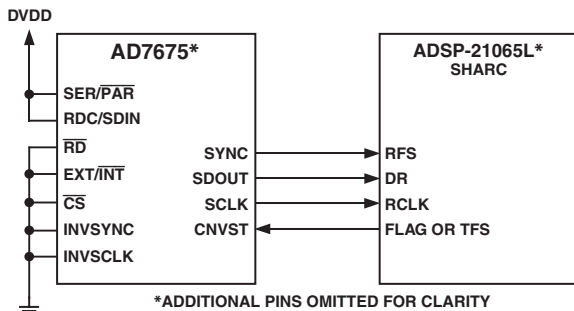 DVDD
AD7675*
SER/PAR
RDC/SDIN
RD
EXT/INT
CS
INVSYNC
INVSCLK
SYNC
SDOUT
SCLK
CNVST
ADSP-21065L*
SHARC
RFS
DR
RCLK
FLAG OR TFS
*ADDITIONAL PINS OMITTED FOR CLARITY